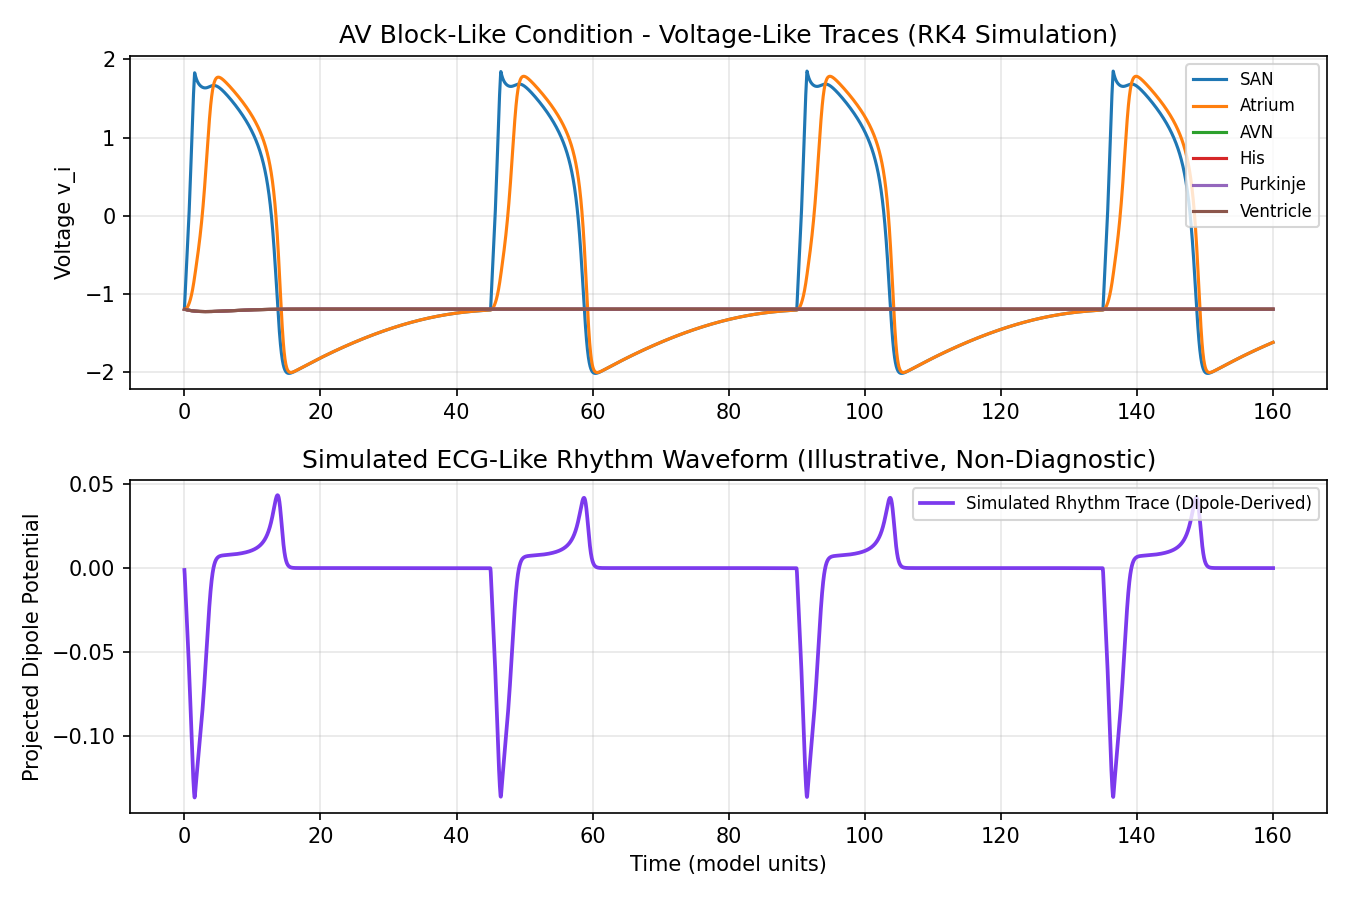 AV Block-Like Condition - Voltage-Like Traces (RK4 Simulation)
Voltage v_i
2
1
0
−1
−2
SAN
Atrium
AVN
His
Purkinje
Ventricle
0 20 40 60 80 100 120 140 160
Simulated ECG-Like Rhythm Waveform (Illustrative, Non-Diagnostic)
Projected Dipole Potential
0.05
0.00
−0.05
−0.10
Simulated Rhythm Trace (Dipole-Derived)
0 20 40 60 80 100 120 140 160
Time (model units)